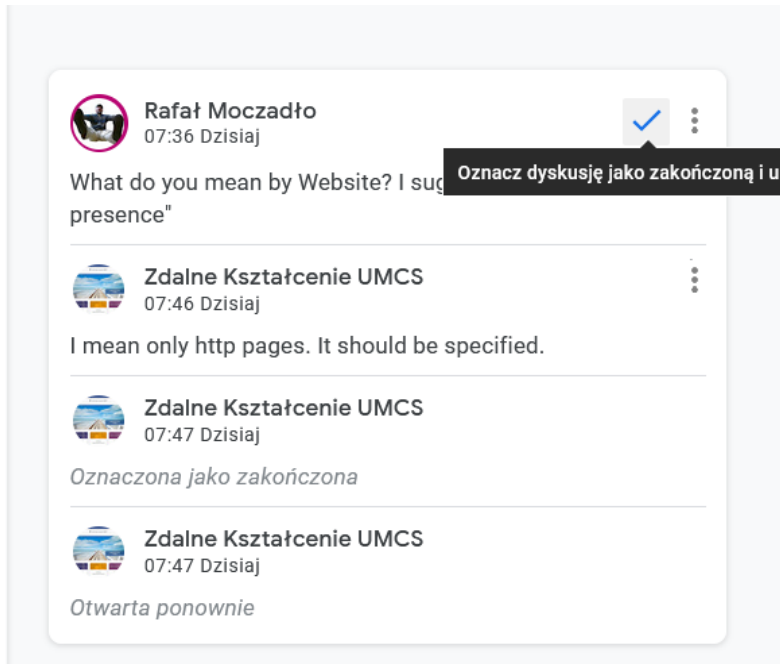 Rafał Moczadło
07:36 Dzisiaj
Oznacz dyskusję jako zakończoną i
What do you mean by Website? I
presence"
Zdalne Kształcenie UMCS
07:46 Dzisiaj
I mean only http pages. It should be specified.
Zdalne Kształcenie UMCS
07:47 Dzisiaj
Oznaczona jako zakończona
Zdalne Kształcenie UMCS
07:47 Dzisiaj
Otwarta ponownie